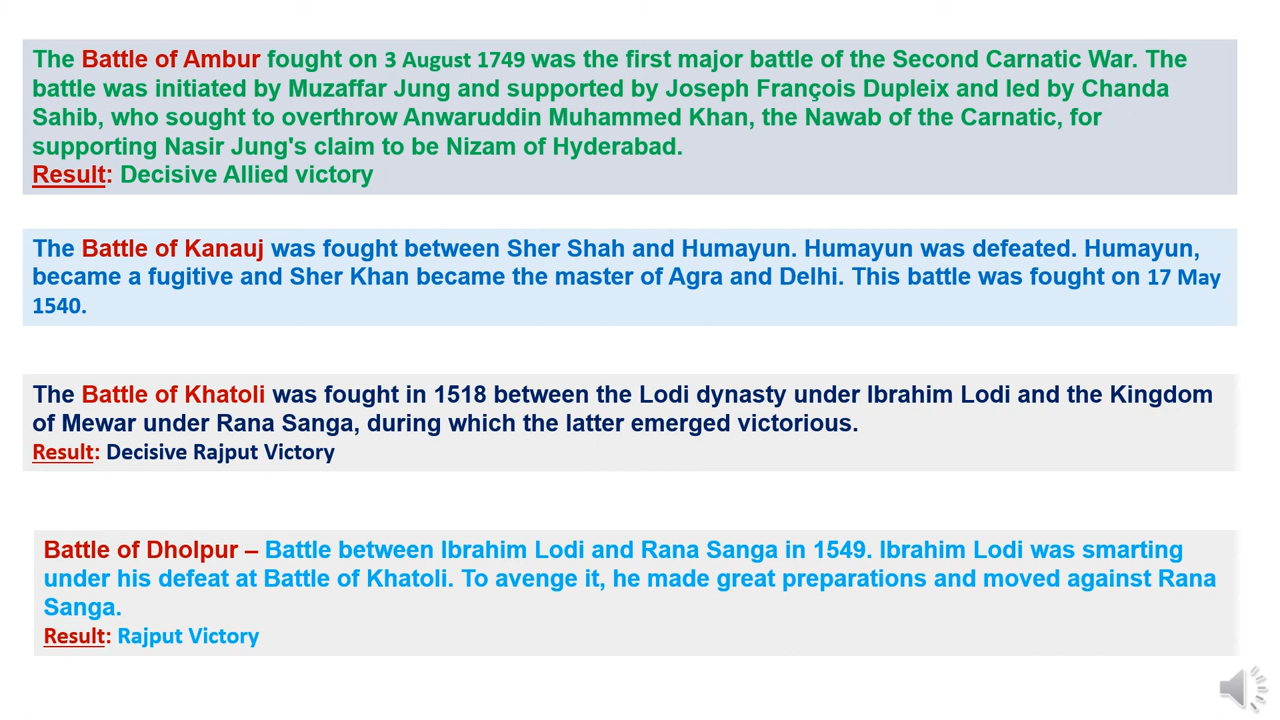 The Battle of Ambur fought on 3 August 1749 was the first major battle of the Second Carnatic War. The
battle was initiated by Muzaffar Jung and supported by Joseph François Dupleix and led by Chanda
Sahib, who sought to overthrow Anwaruddin Muhammed Khan, the Nawab of the Carnatic, for
supporting Nasir Jung's claim to be Nizam of Hyderabad.
Result: Decisive Allied victory
The Battle of Kanauj was fought between Sher Shah and Humayun. Humayun was defeated. Humayun,
became a fugitive and Sher Khan became the master of Agra and Delhi. This battle was fought on 17 May
1540.
The Battle of Khatoli was fought in 1518 between the Lodi dynasty under Ibrahim Lodi and the Kingdom
of Mewar under Rana Sanga, during which the latter emerged victorious.
Result: Decisive Rajput Victory
Battle of Dholpur – Battle between Ibrahim Lodi and Rana Sanga in 1549. Ibrahim Lodi was smarting
under his defeat at Battle of Khatoli. To avenge it, he made great preparations and moved against Rana
Sanga.
Result: Rajput Victory